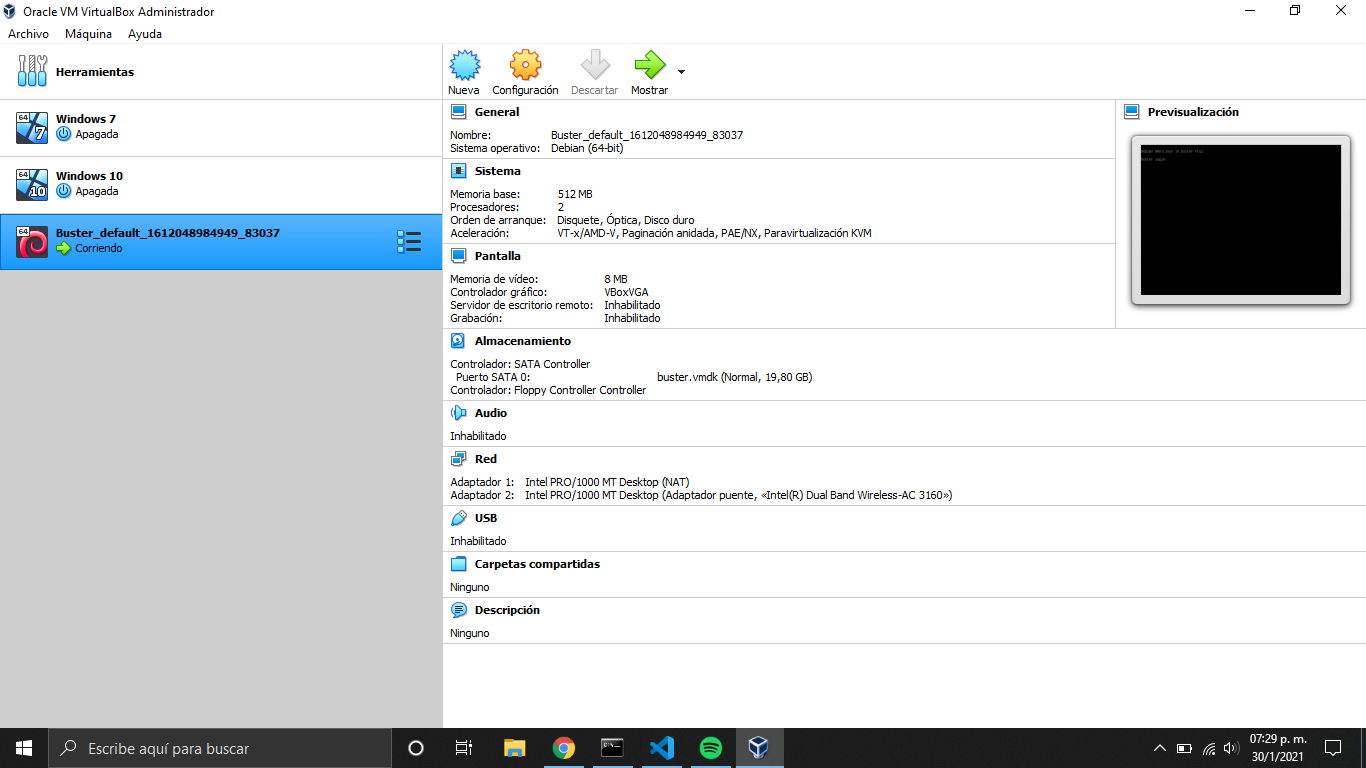 Oracle VM VirtualBox Administrador
Archivo Máquina Ayuda
Herramientas
Windows 7
Apagada
Windows 10
Apagada
Buster_default_1612048984949_83037
Corriendo
Nueva Configuración Descartar Mostrar
General
Nombre: Buster_default_1612048984949_83037
Sistema operativo: Debian (64-bit)
Sistema
Memoria base: 512 MB
Procesadores: 2
Orden de arranque: Disquete, Óptica, Disco duro
Aceleración: VT-x/AMD-V, Paginación anidada, PAE/NX, Paravirtualización KVM
Pantalla
Memoria de vídeo: 8 MB
Controlador gráfico: VBoxVGA
Servidor de escritorio remoto: Inhabilitado
Grabación: Inhabilitado
Previsualización
Almacenamiento
Controlador: SATA Controller
Puerto SATA 0: buster.vmdk (Normal, 19,80 GB)
Controlador: Floppy Controller Controller
Audio
Inhabilitado
Red
Adaptador 1: Intel PRO/1000 MT Desktop (NAT)
Adaptador 2: Intel PRO/1000 MT Desktop (Adaptador puente, «Intel(R) Dual Band Wireless-AC 3160»)
USB
Inhabilitado
Carpetas compartidas
Ninguno
Descripción
Ninguno
Escribe aquí para buscar
07:29 p. m.
30/1/2021